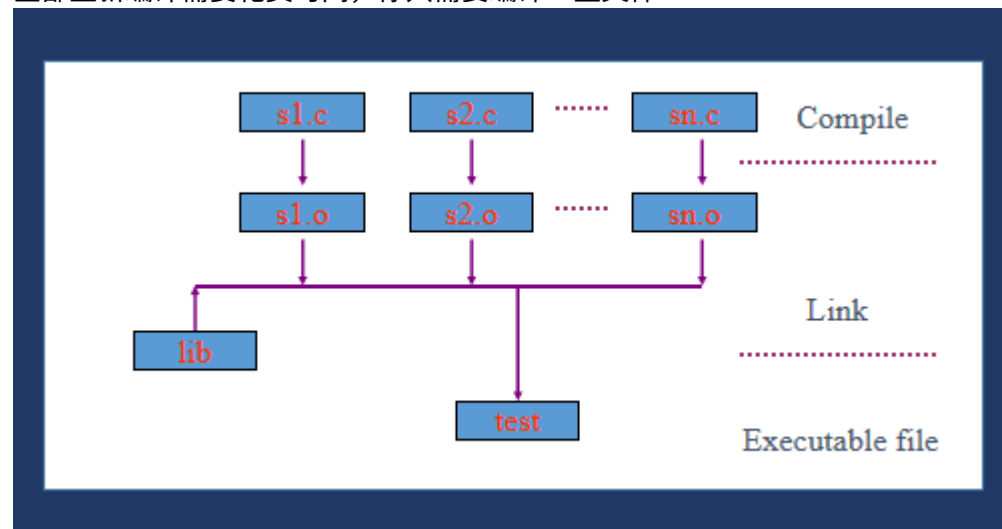 s1.c s2.c sn.c Compile
s1.o s2.o sn.o
Link
lib
test
Executable file